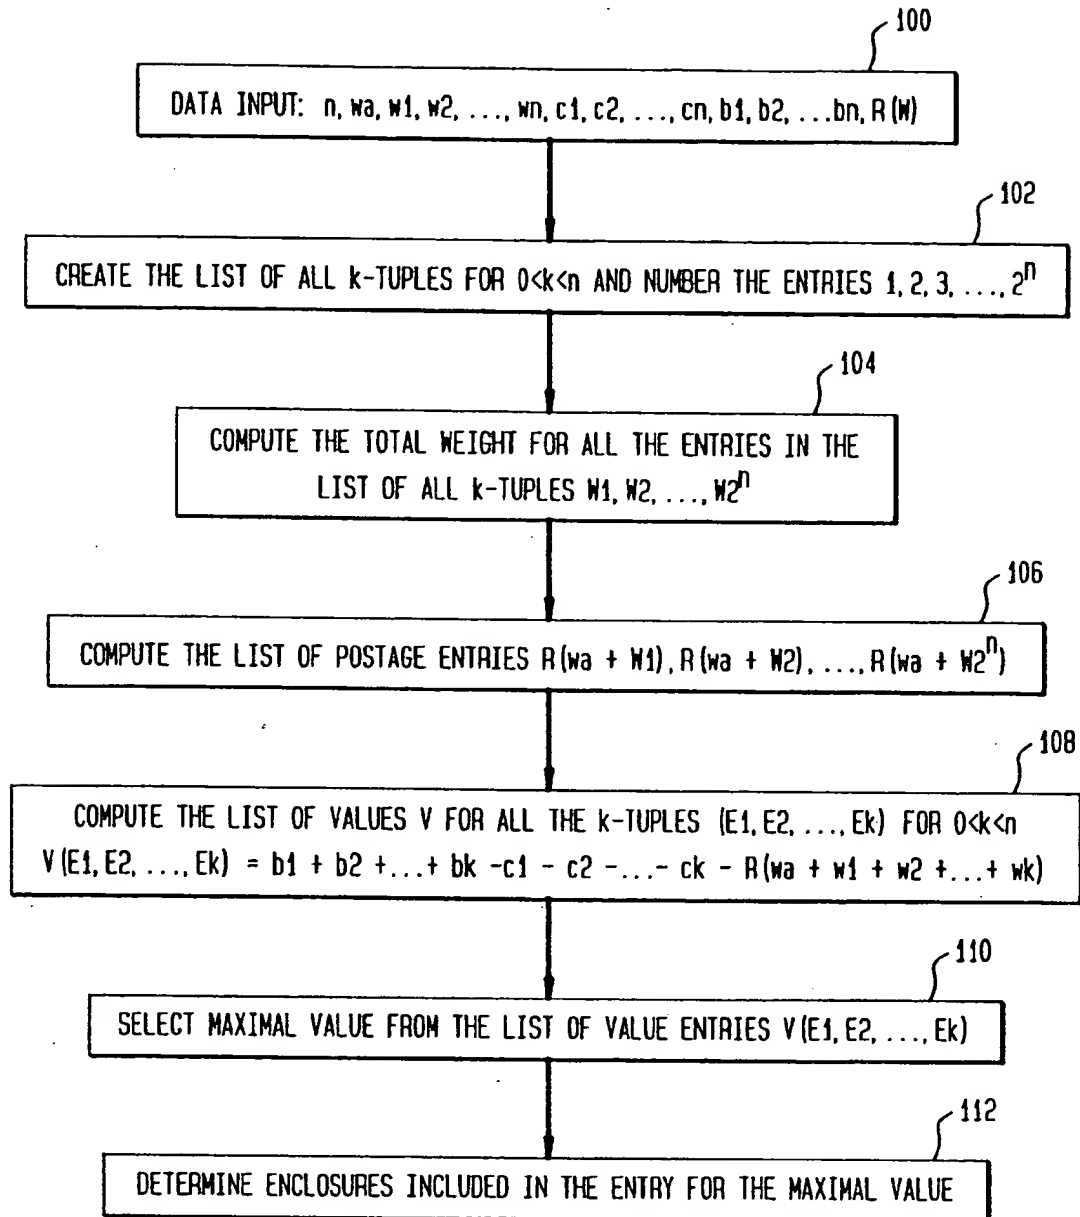 100
DATA INPUT: n, wa, w1, w2, ..., wn, c1, c2, ..., cn, b1, b2, ...bn, R(W)
102
CREATE THE LIST OF ALL k-TUPLES FOR 0<k<n AND NUMBER THE ENTRIES 1, 2, 3, ..., 2^n
104
COMPUTE THE TOTAL WEIGHT FOR ALL THE ENTRIES IN THE
LIST OF ALL k-TUPLES W1, W2, ..., W2^n
106
COMPUTE THE LIST OF POSTAGE ENTRIES R(wa + W1), R(wa + W2), ..., R(wa + W2^n)
108
COMPUTE THE LIST OF VALUES V FOR ALL THE k-TUPLES (E1, E2, ..., Ek) FOR 0<k<n
V(E1, E2, ..., Ek) = b1 + b2 +...+ bk -c1 - c2 -...- ck - R(wa + w1 + w2 +...+ wk)
110
SELECT MAXIMAL VALUE FROM THE LIST OF VALUE ENTRIES V(E1, E2, ..., Ek)
112
DETERMINE ENCLOSURES INCLUDED IN THE ENTRY FOR THE MAXIMAL VALUE